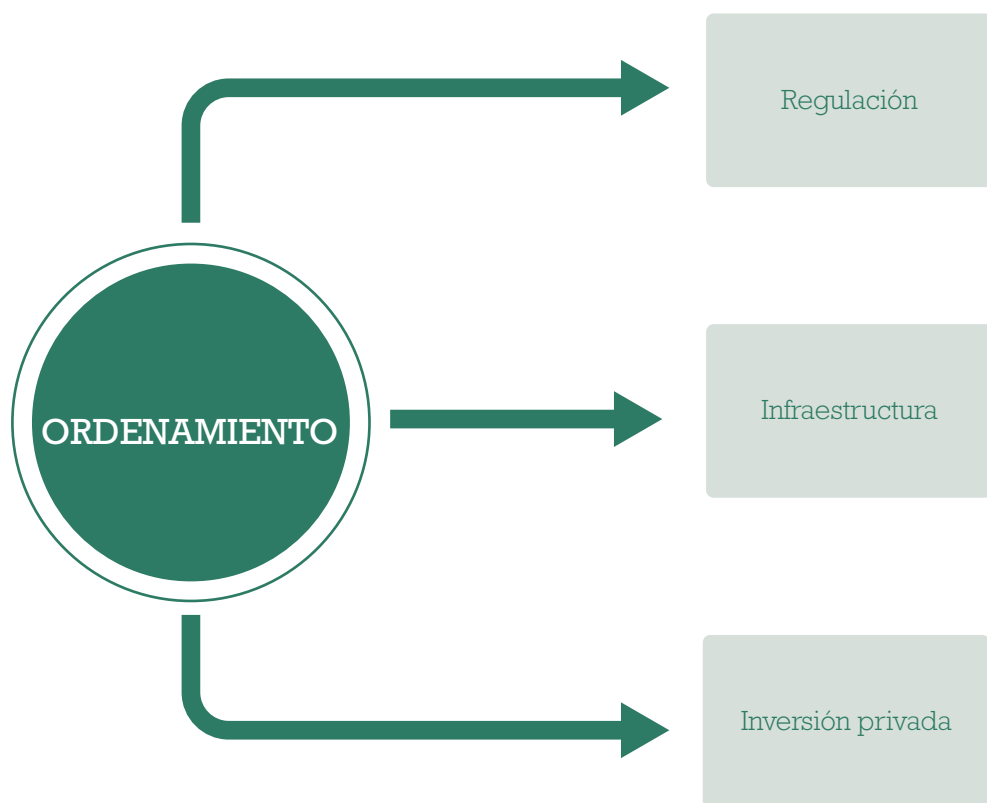 Regulación
ORDENAMIENTO
Infraestructura
Inversión privada